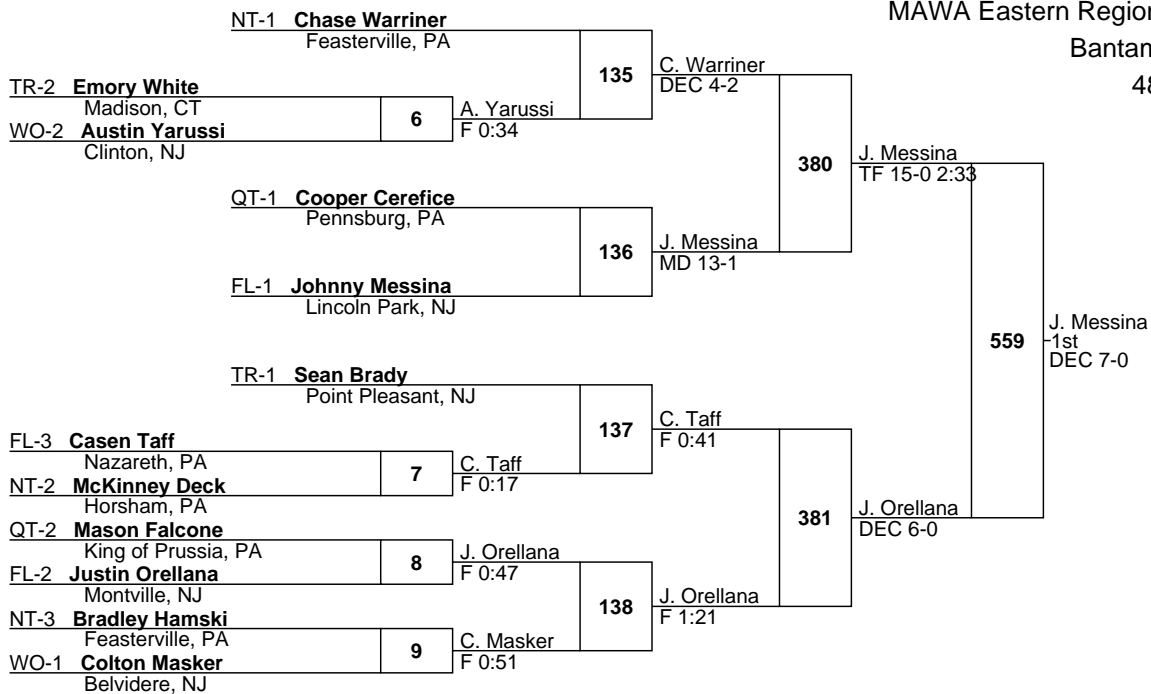 MAWA Eastern Region
Bantam
48
NT-1 Chase Warriner
Feasterville, PA
135
C. Warriner
DEC 4-2
TR-2 Emory White
Madison, CT
6
A. Yarussi
F 0:34
WO-2 Austin Yarussi
Clinton, NJ
380
J. Messina
TF 15-0 2:33
QT-1 Cooper Cerefice
Pennsburg, PA
136
J. Messina
MD 13-1
FL-1 Johnny Messina
Lincoln Park, NJ
559
J. Messina
1st
DEC 7-0
TR-1 Sean Brady
Point Pleasant, NJ
137
C. Taff
F 0:41
FL-3 Casen Taff
Nazareth, PA
7
C. Taff
F 0:17
NT-2 McKinney Deck
Horsham, PA
381
J. Orellana
DEC 6-0
QT-2 Mason Falcone
King of Prussia, PA
8
J. Orellana
F 0:47
FL-2 Justin Orellana
Montville, NJ
138
J. Orellana
F 1:21
NT-3 Bradley Hamski
Feasterville, PA
9
C. Masker
F 0:51
WO-1 Colton Masker
Belvidere, NJ